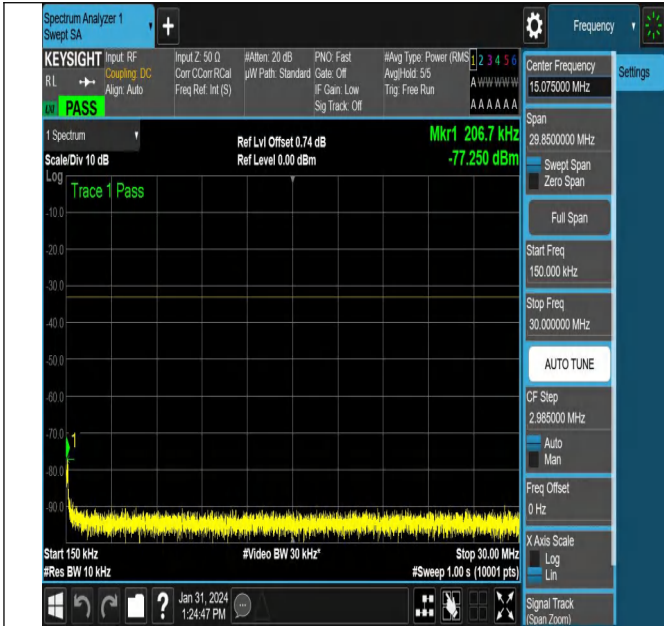 Spectrum Analyzer 1
Swept SA
+
Frequency
KEYSIGHT
RL
LXI
PASS
Input: RF
Coupling: DC
Align: Auto
Input Z: 50 Ω
Corr CCorr RCal
Freq Ref: Int (S)
#Atten: 20 dB
µW Path: Standard
PNO: Fast
Gate: Off
IF Gain: Low
Sig Track: Off
#Avg Type: Power (RMS
Avg|Hold: 5/5
Trig: Free Run
1 2 3 4 5 6
A W W W W W
A A A A A A
1 Spectrum
Scale/Div 10 dB
Ref Lvl Offset 0.74 dB
Ref Level 0.00 dBm
Mkr1 206.7 kHz
-77.250 dBm
Log
Trace 1 Pass
-10.0
-20.0
-30.0
-40.0
-50.0
-60.0
-70.0
-80.0
-90.0
1
Start 150 kHz
#Res BW 10 kHz
#Video BW 30 kHz*
Stop 30.00 MHz
#Sweep 1.00 s (10001 pts)
?
Jan 31, 2024
1:24:47 PM
Center Frequency
15.075000 MHz
Settings
Span
29.8500000 MHz
Swept Span
Zero Span
Full Span
Start Freq
150.000 kHz
Stop Freq
30.000000 MHz
AUTO TUNE
CF Step
2.985000 MHz
Auto
Man
Freq Offset
0 Hz
X Axis Scale
Log
Lin
Signal Track
(Span Zoom)